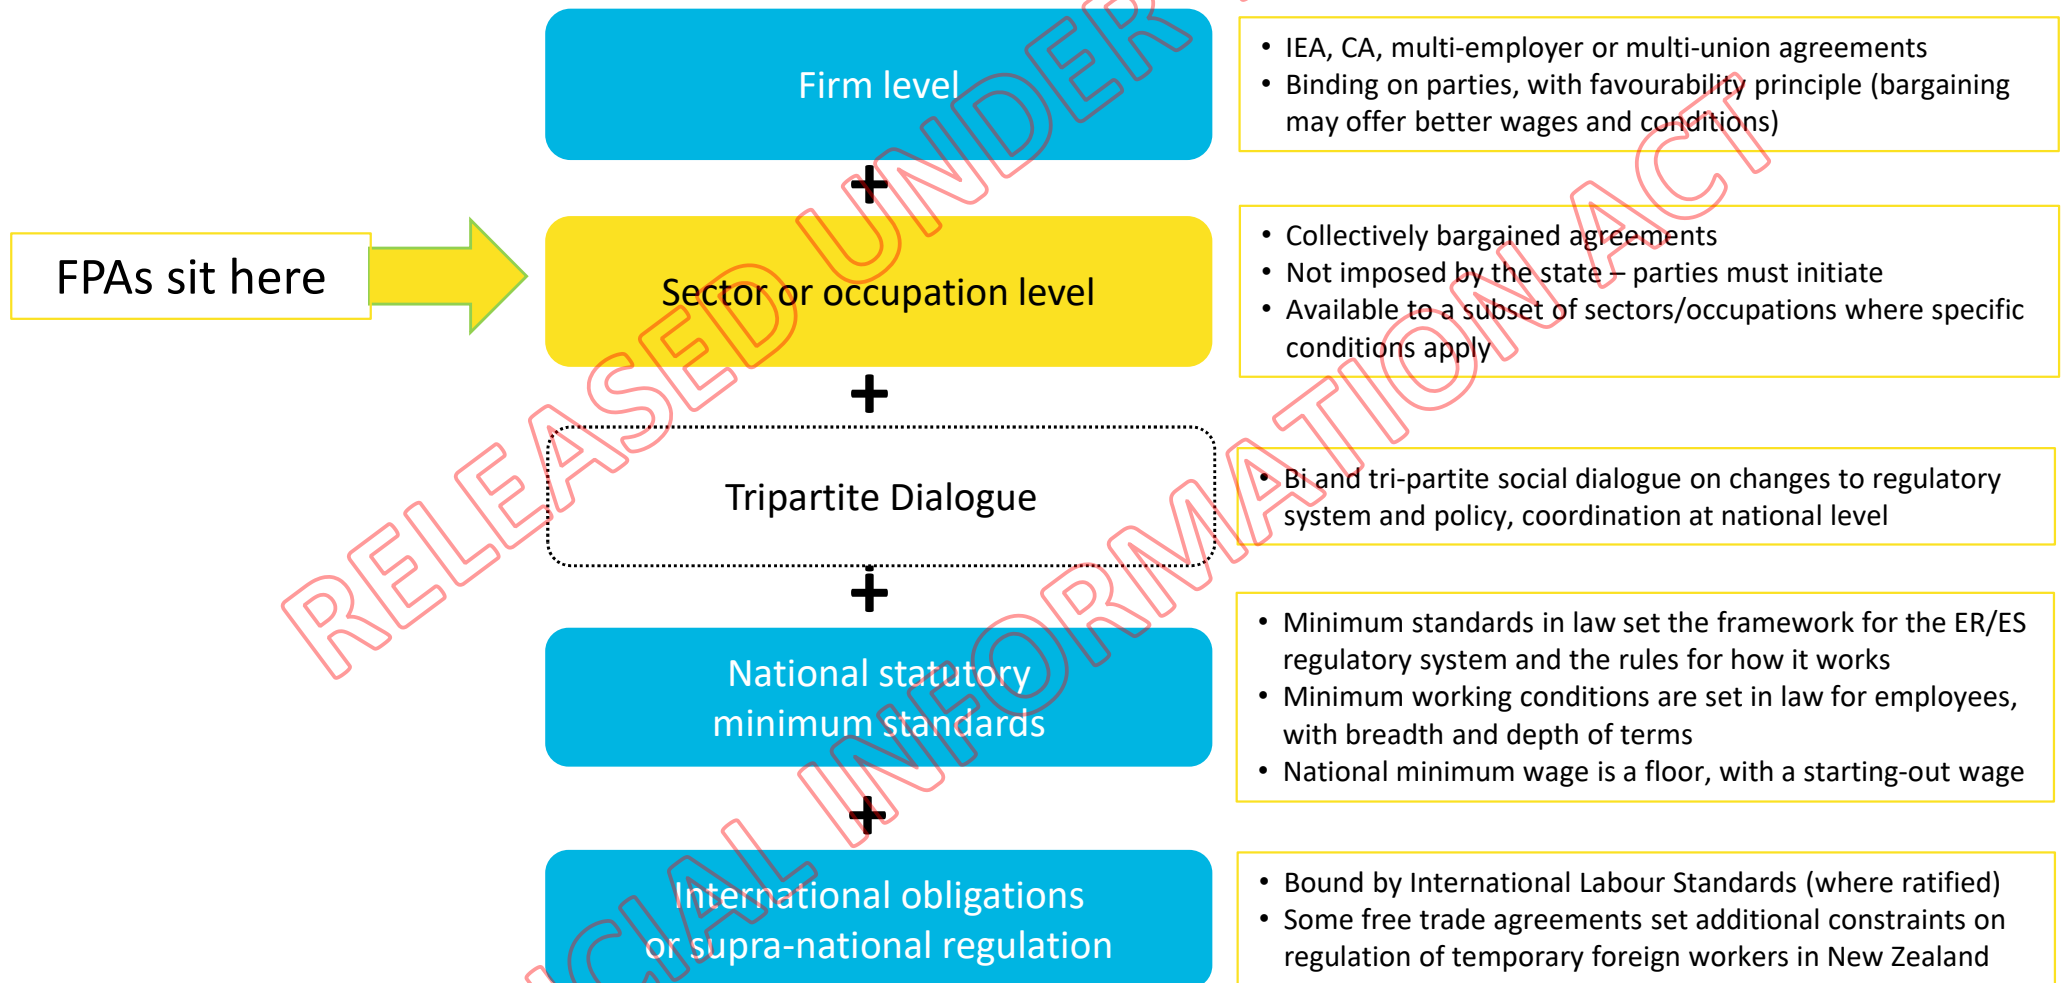 Firm level
• IEA, CA, multi-employer or multi-union agreements
• Binding on parties, with favourability principle (bargaining
may offer better wages and conditions)
+
FPAs sit here
Sector or occupation level
• Collectively bargained agreements
• Not imposed by the state – parties must initiate
• Available to a subset of sectors/occupations where specific
conditions apply
+
Tripartite Dialogue
• Bi and tri-partite social dialogue on changes to regulatory
system and policy, coordination at national level
+
National statutory
minimum standards
• Minimum standards in law set the framework for the ER/ES
regulatory system and the rules for how it works
• Minimum working conditions are set in law for employees,
with breadth and depth of terms
• National minimum wage is a floor, with a starting-out wage
+
International obligations
or supra-national regulation
• Bound by International Labour Standards (where ratified)
• Some free trade agreements set additional constraints on
regulation of temporary foreign workers in New Zealand
RELEASED UNDER
CIAL INFORMATION ACT